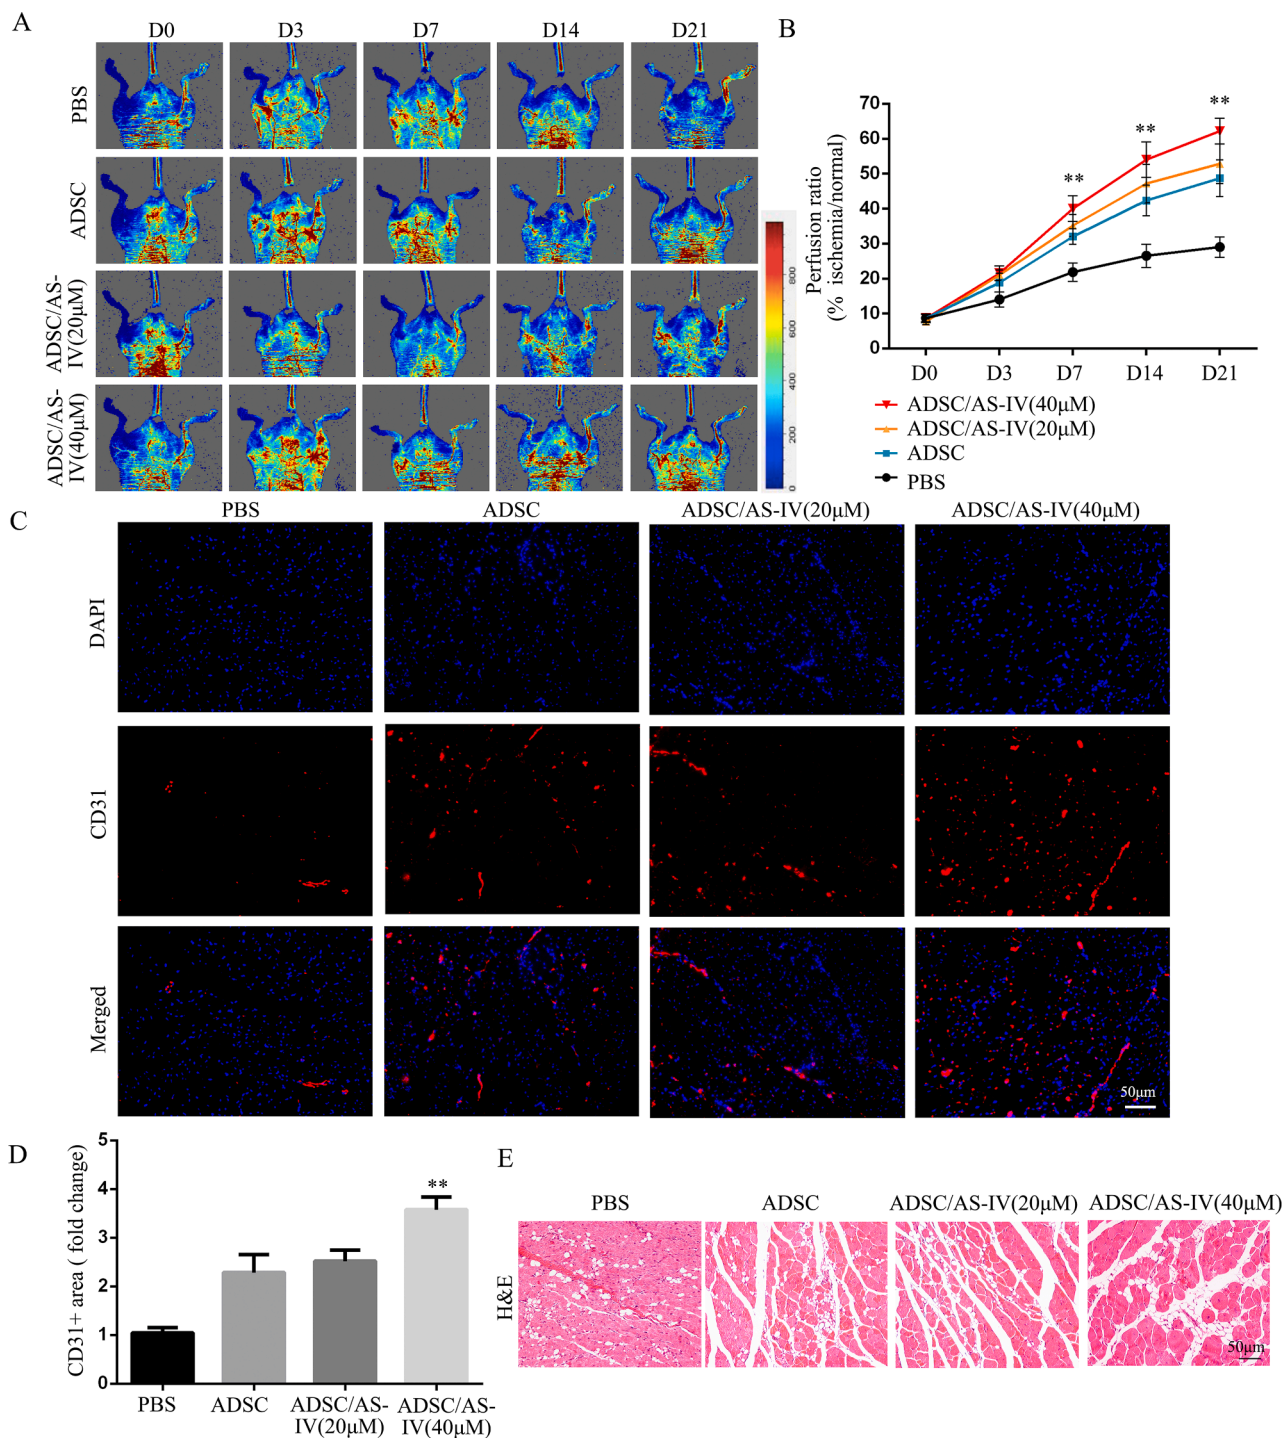 A
D0 D3 D7 D14 D21
PBS
ADSC
ADSC/AS-
IV(20μM)
ADSC/AS-
IV(40μM)
800
600
400
200
0
B
Perfusion ratio
(% ischemia/normal)
70
60
50
40
30
20
10
0
** ** **
D0 D3 D7 D14 D21
ADSC/AS-IV(40μM)
ADSC/AS-IV(20μM)
ADSC
PBS
C
PBS ADSC ADSC/AS-IV(20μM) ADSC/AS-IV(40μM)
DAPI
CD31
Merged
50μm
D
CD31+ area ( fold change)
5
4
3
2
1
0
**
PBS ADSC ADSC/AS- ADSC/AS-
IV(20μM) IV(40μM)
E
PBS ADSC ADSC/AS-IV(20μM) ADSC/AS-IV(40μM)
H&E
50μm